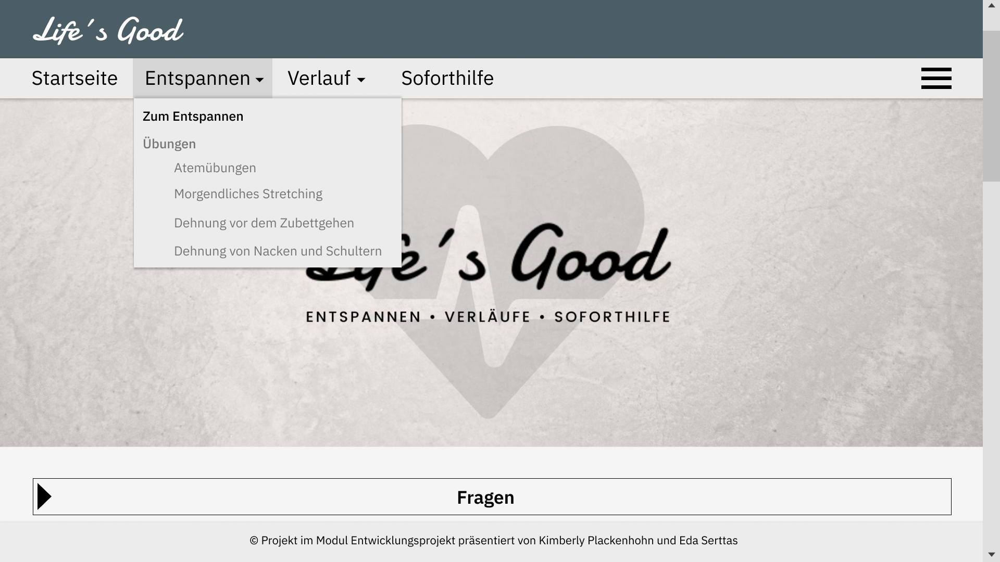 Life´s Good
Startseite Entspannen Verlauf Soforthilfe
Zum Entspannen
Übungen
Atemübungen
Morgendliches Stretching
Dehnung vor dem Zubettgehen
Dehnung von Nacken und Schultern
Life´s Good
ENTSPANNEN • VERLÄUFE • SOFORTHILFE
Fragen
© Projekt im Modul Entwicklungsprojekt präsentiert von Kimberly Plackenhohn und Eda Serttas